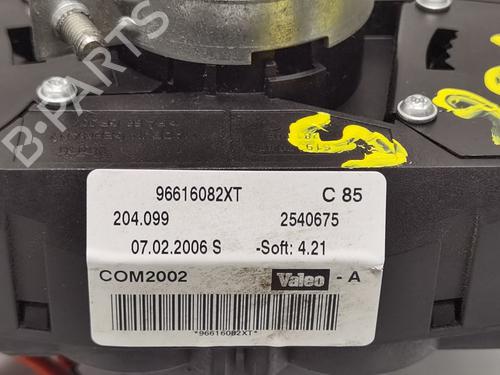 B-PARTS
96616082XT C 85
204.099 2540675
07.02.2006 S -Soft: 4.21
COM2002 Valeo - A
*96616082XT*